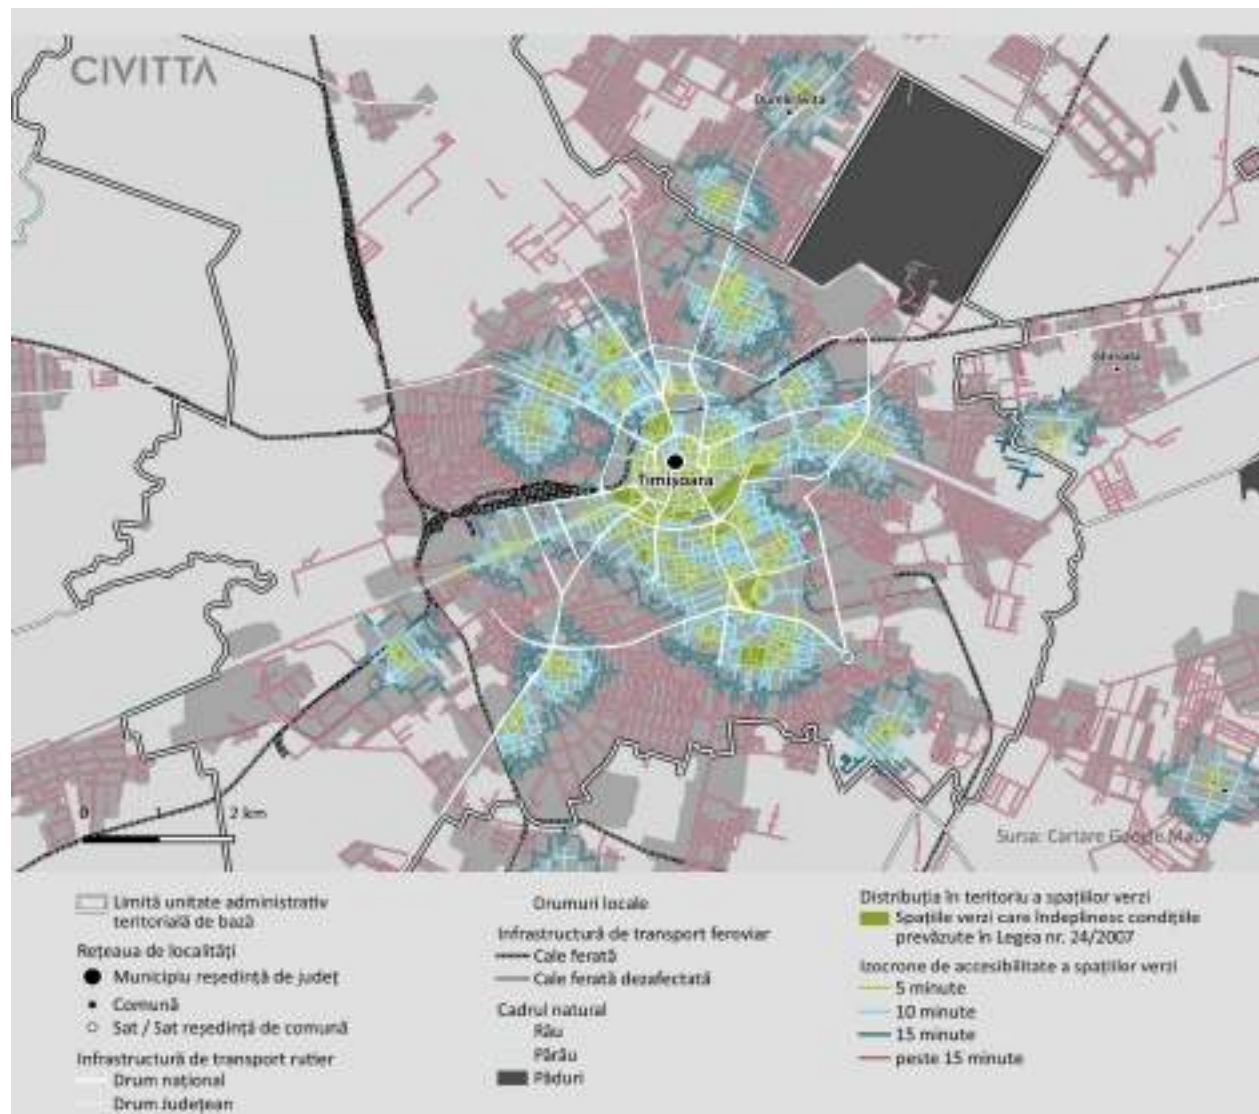 CIVITTA
Dumbrăvița
Ghiroda
Timișoara
0 1 2 km
Sursa: Cartare Google Maps
Limită unitate administrativ
teritorială de bază
Rețeaua de localități
Municipiu reședință de județ
Comună
Sat / Sat reședință de comună
Infrastructură de transport rutier
Drum național
Drum Județean
Drumuri locale
Infrastructură de transport feroviar
Cale ferată
Cale ferată dezafectată
Cadrul natural
Râu
Pârâu
Păduri
Distribuția în teritoriu a spațiilor verzi
Spațiile verzi care îndeplinesc condițiile
prevăzute în Legea nr. 24/2007
Izocrone de accesibilitate a spațiilor verzi
5 minute
10 minute
15 minute
peste 15 minute